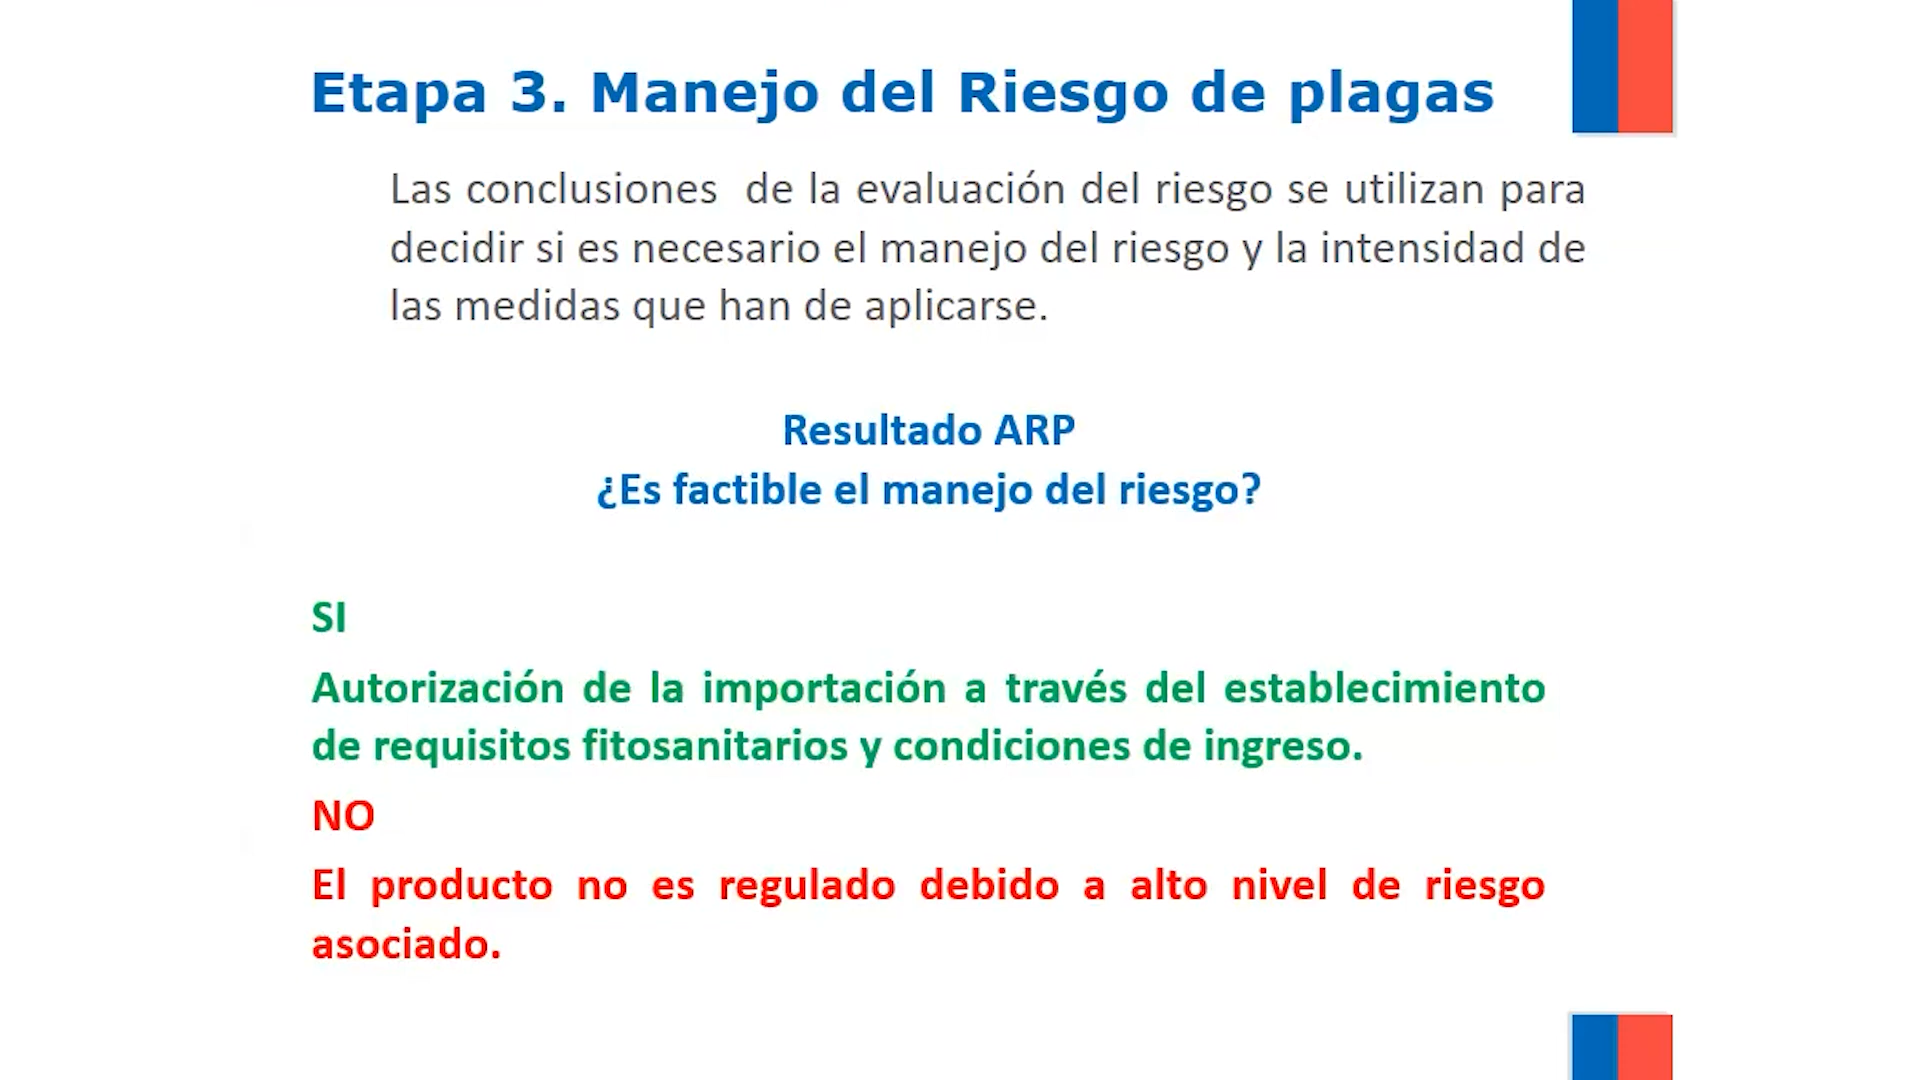 Etapa 3. Manejo del Riesgo de plagas
Las conclusiones de la evaluación del riesgo se utilizan para
decidir si es necesario el manejo del riesgo y la intensidad de
las medidas que han de aplicarse.
Resultado ARP
¿Es factible el manejo del riesgo?
SI
Autorización de la importación a través del establecimiento
de requisitos fitosanitarios y condiciones de ingreso.
NO
El producto no es regulado debido a alto nivel de riesgo
asociado.